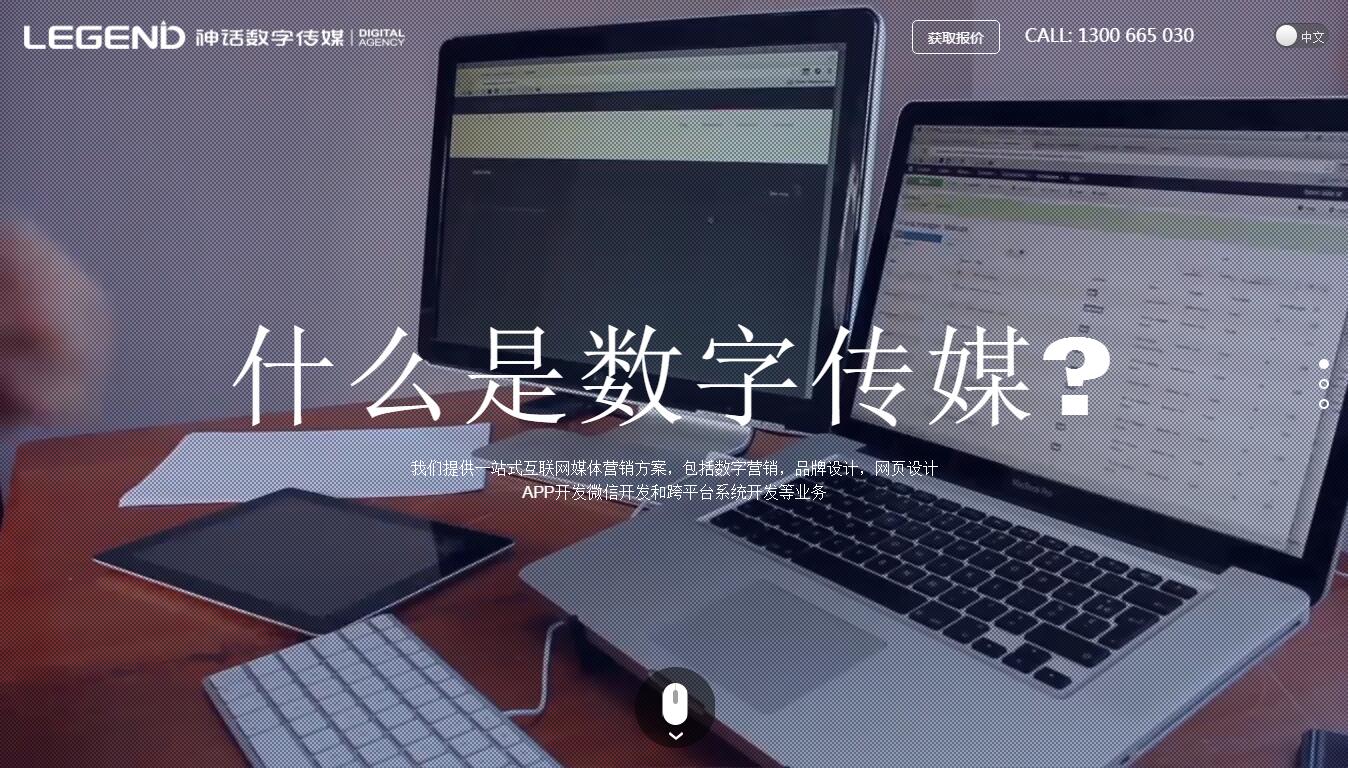 LEGEND 神话数字传媒 DIGITAL AGENCY
获取报价
CALL: 1300 665 030
中文
什么是数字传媒?
我们提供一站式互联网媒体营销方案，包括数字营销，品牌设计，网页设计
APP开发微信开发和跨平台系统开发等业务
MacBook Pro